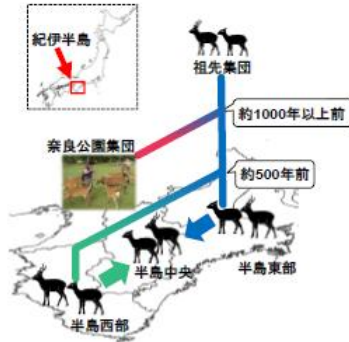 紀伊半島
祖先集団
約1000年以上前
奈良公園集団
約500年前
半島中央
半島東部
半島西部